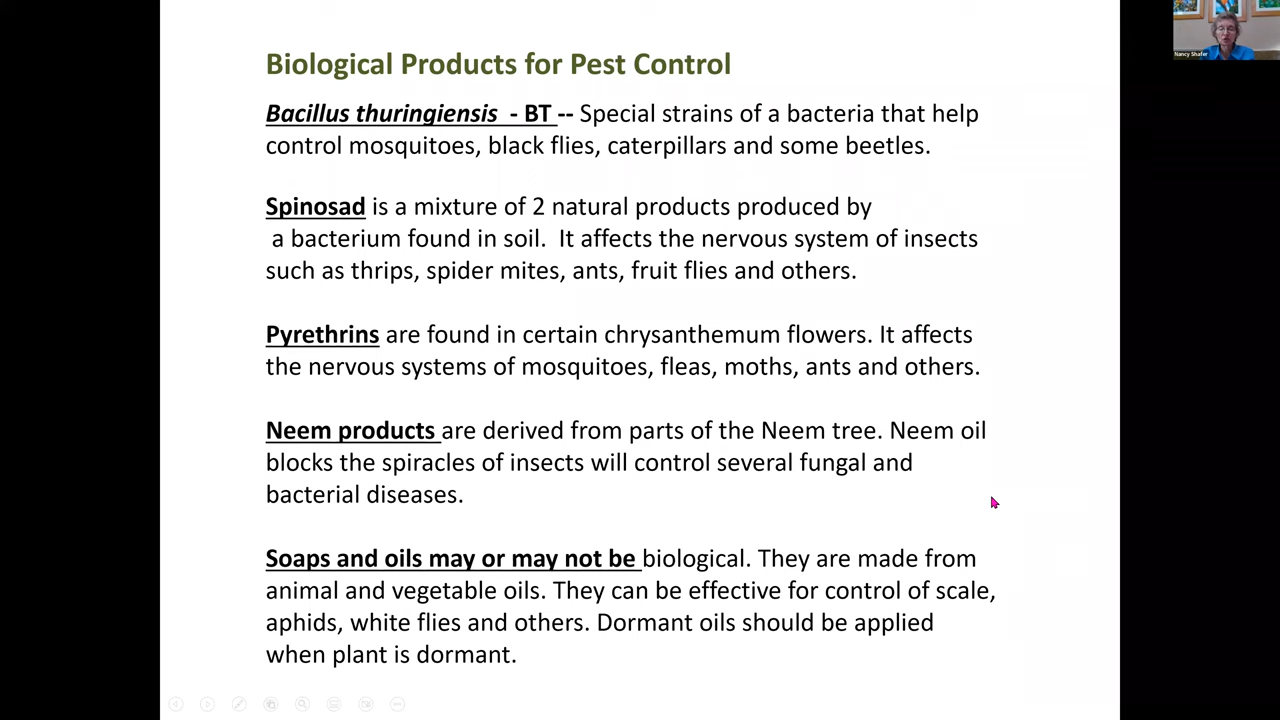 Biological Products for Pest Control
Bacillus thuringiensis - BT -- Special strains of a bacteria that help
control mosquitoes, black flies, caterpillars and some beetles.
Spinosad is a mixture of 2 natural products produced by
a bacterium found in soil. It affects the nervous system of insects
such as thrips, spider mites, ants, fruit flies and others.
Pyrethrins are found in certain chrysanthemum flowers. It affects
the nervous systems of mosquitoes, fleas, moths, ants and others.
Neem products are derived from parts of the Neem tree. Neem oil
blocks the spiracles of insects will control several fungal and
bacterial diseases.
Soaps and oils may or may not be biological. They are made from
animal and vegetable oils. They can be effective for control of scale,
aphids, white flies and others. Dormant oils should be applied
when plant is dormant.
Nancy Shafer